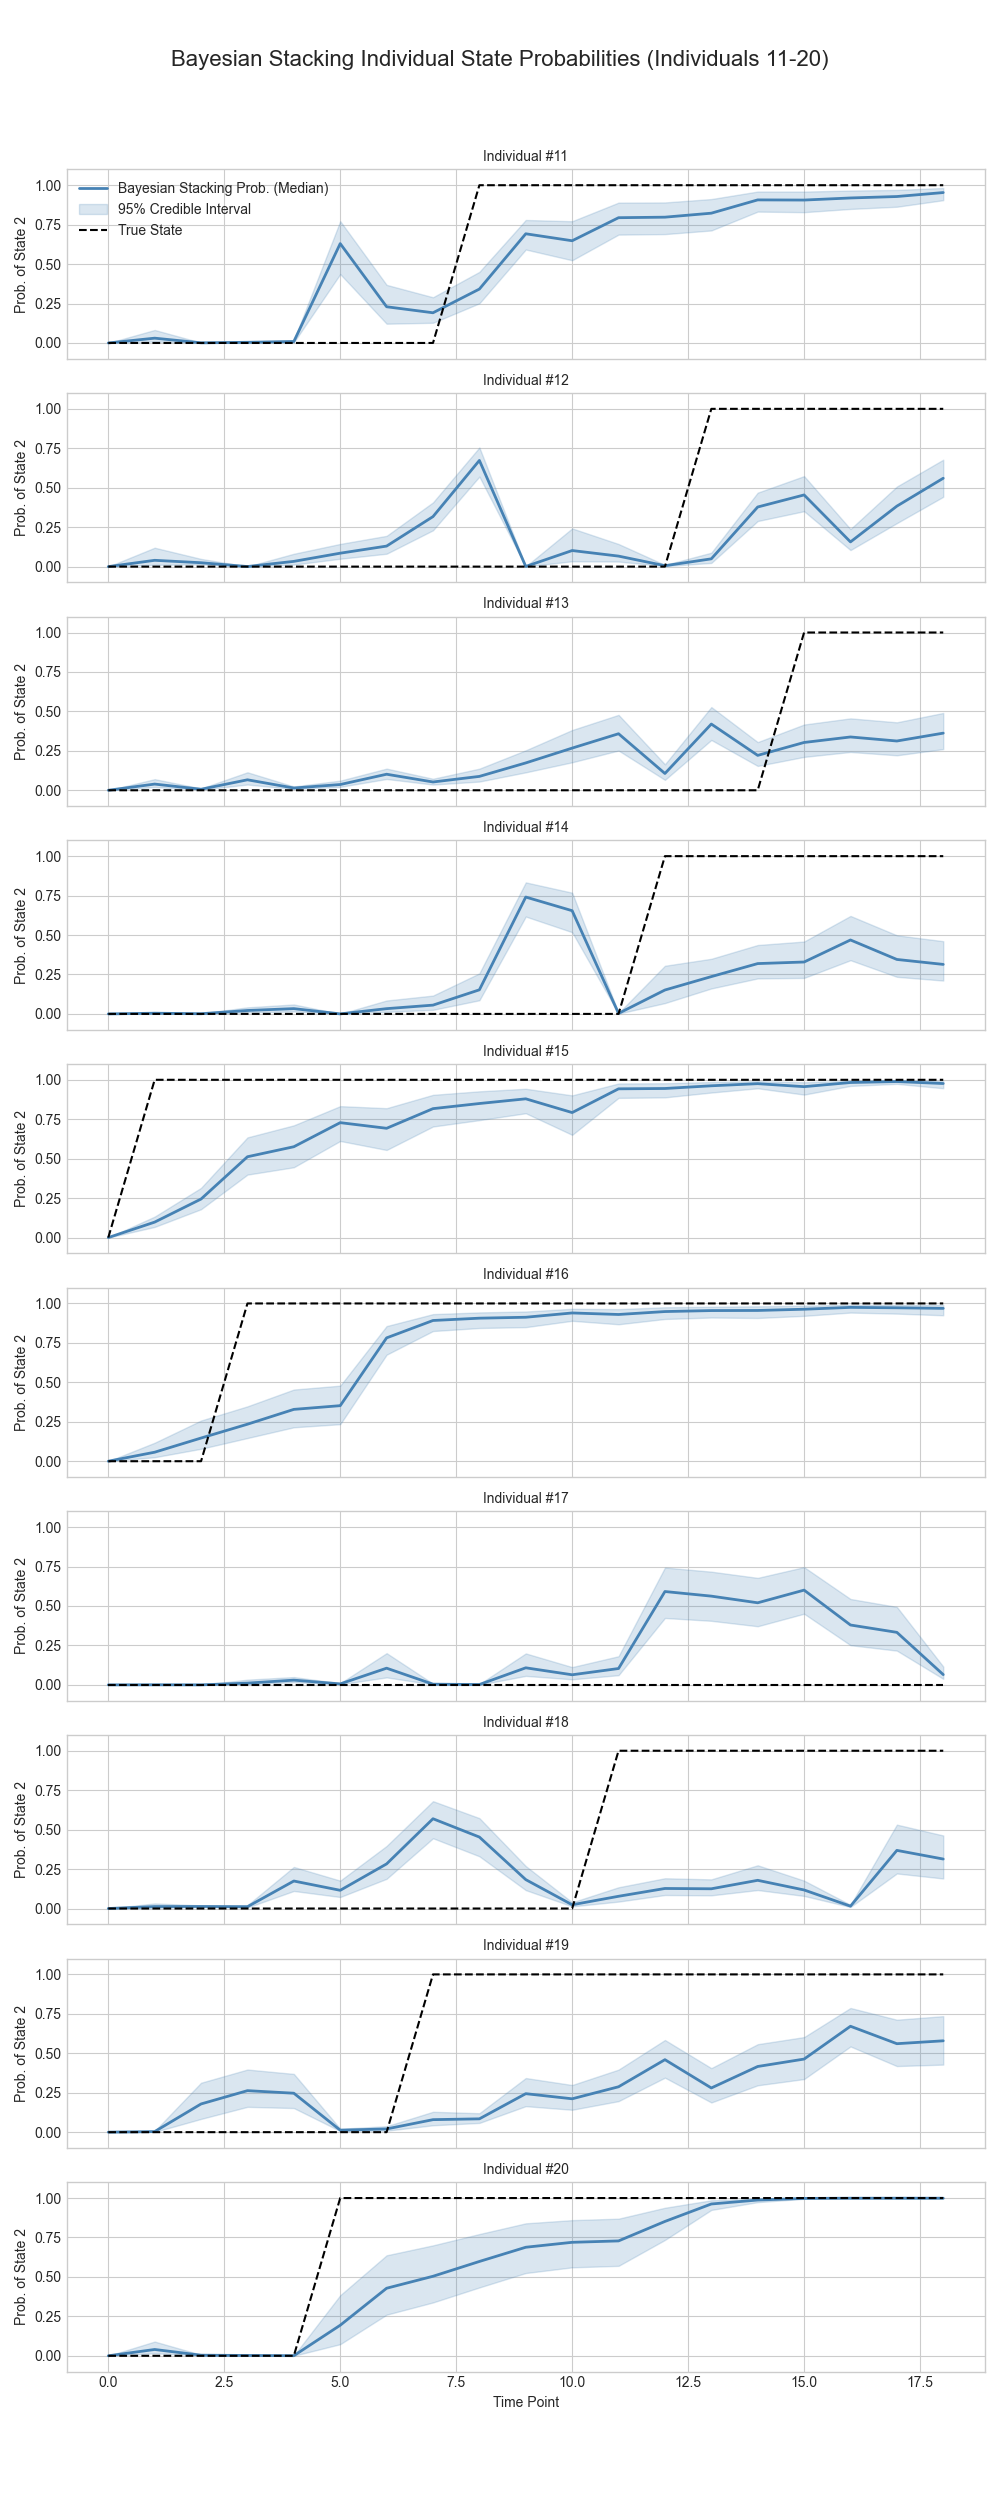 Bayesian Stacking Individual State Probabilities (Individuals 11-20)
Individual #11
1.00
0.75
0.50
0.25
0.00
Prob. of State 2
Bayesian Stacking Prob. (Median)
95% Credible Interval
True State
Individual #12
1.00
0.75
0.50
0.25
0.00
Prob. of State 2
Individual #13
1.00
0.75
0.50
0.25
0.00
Prob. of State 2
Individual #14
1.00
0.75
0.50
0.25
0.00
Prob. of State 2
Individual #15
1.00
0.75
0.50
0.25
0.00
Prob. of State 2
Individual #16
1.00
0.75
0.50
0.25
0.00
Prob. of State 2
Individual #17
1.00
0.75
0.50
0.25
0.00
Prob. of State 2
Individual #18
1.00
0.75
0.50
0.25
0.00
Prob. of State 2
Individual #19
1.00
0.75
0.50
0.25
0.00
Prob. of State 2
Individual #20
1.00
0.75
0.50
0.25
0.00
Prob. of State 2
0.0 2.5 5.0 7.5 10.0 12.5 15.0 17.5
Time Point